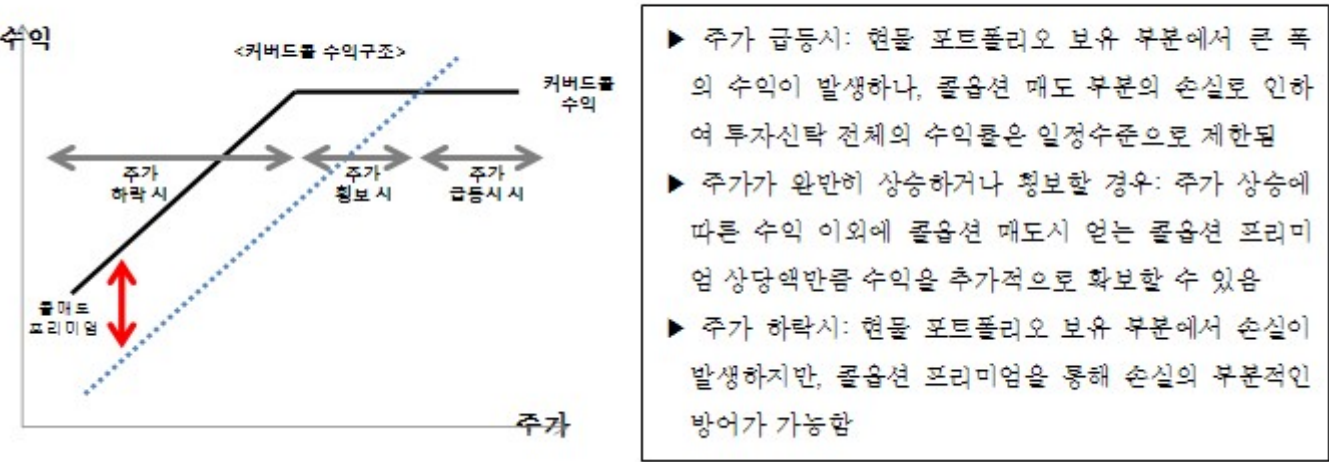 수익
<커버드콜 수익구조>
커버드콜
수익
주가
하락 시
주가
횡보 시
주가
급등시 시
콜매도
프리미엄
주가
▶ 주가 급등시: 현물 포트폴리오 보유 부분에서 큰 폭
의 수익이 발생하나, 콜옵션 매도 부분의 손실로 인하
여 투자신탁 전체의 수익률은 일정수준으로 제한됨
▶ 주가가 완만히 상승하거나 횡보할 경우: 주가 상승에
따른 수익 이외에 콜옵션 매도시 얻는 콜옵션 프리미
엄 상당액만큼 수익을 추가적으로 확보할 수 있음
▶ 주가 하락시: 현물 포트폴리오 보유 부분에서 손실이
발생하지만, 콜옵션 프리미엄을 통해 손실의 부분적인
방어가 가능함